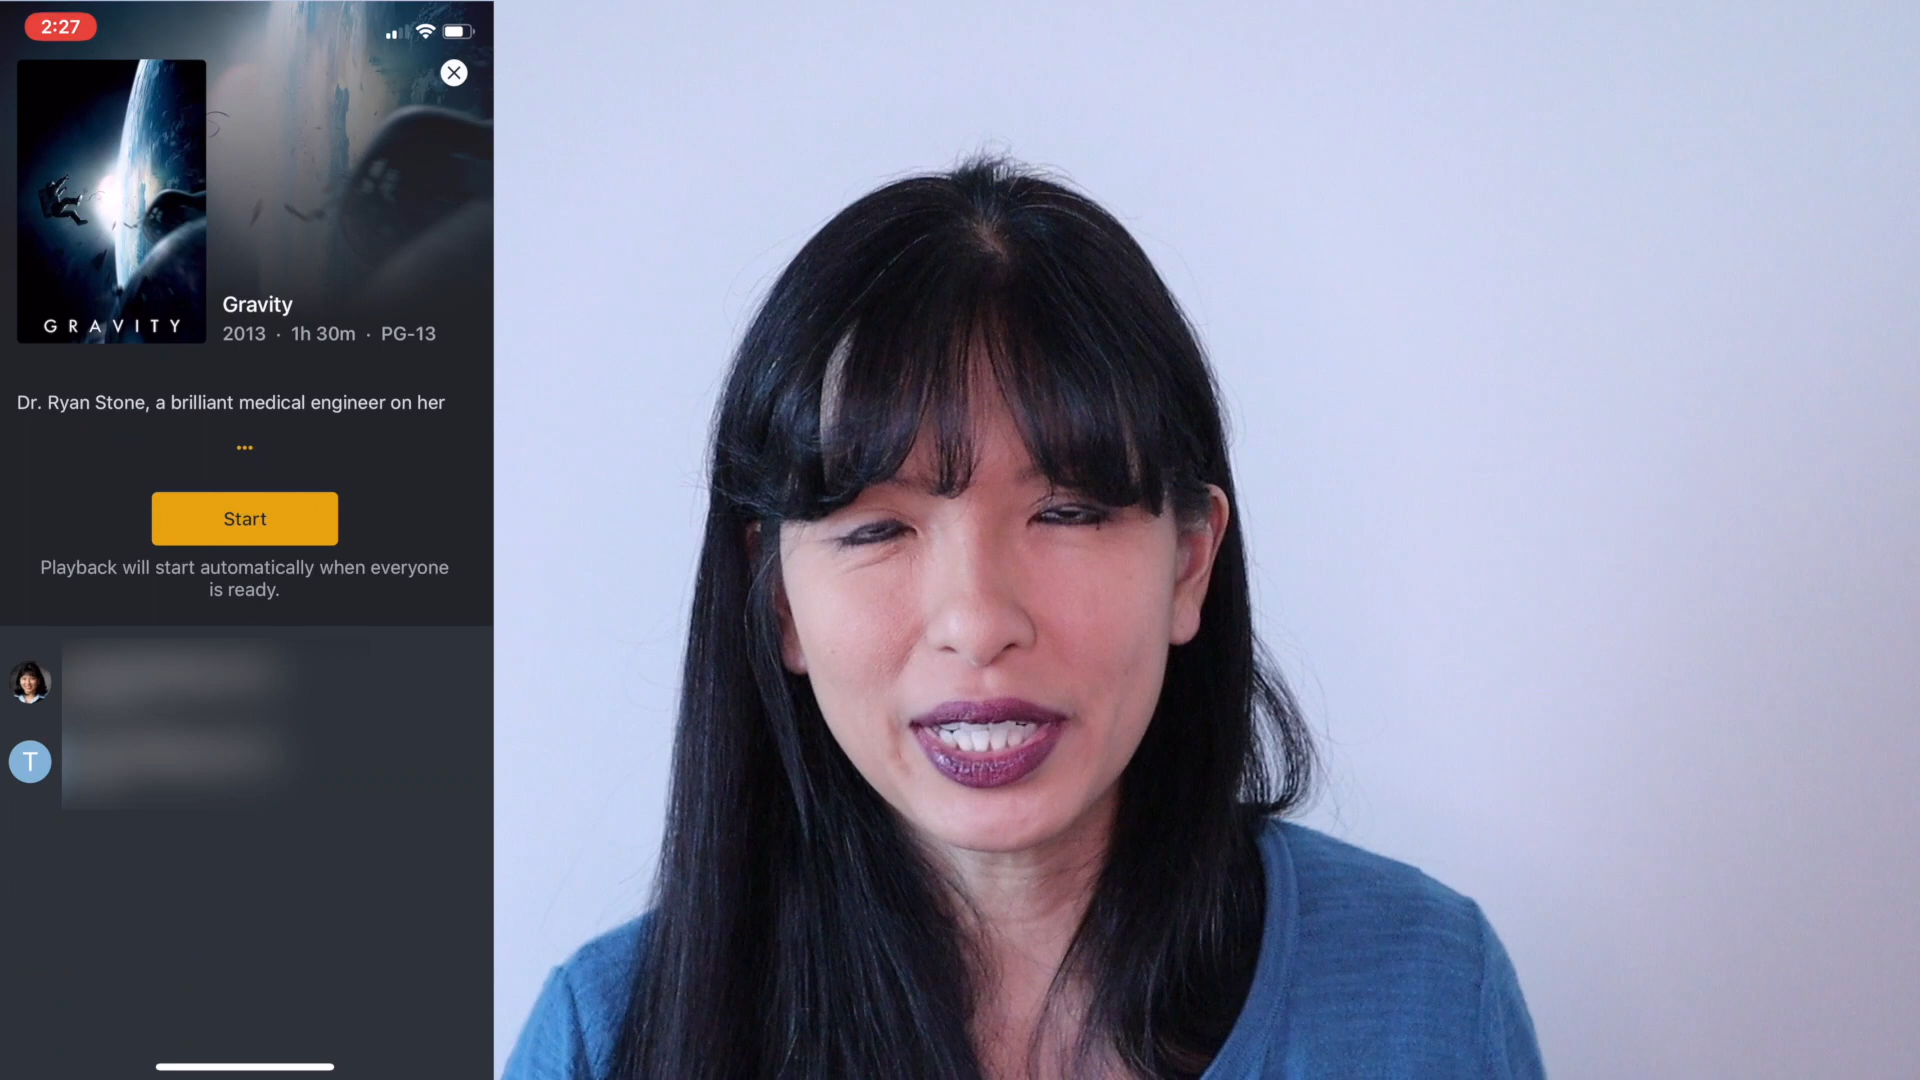 2:27
GRAVITY
Gravity
2013 · 1h 30m · PG-13
Dr. Ryan Stone, a brilliant medical engineer on her
•••
Start
Playback will start automatically when everyone
is ready.
T